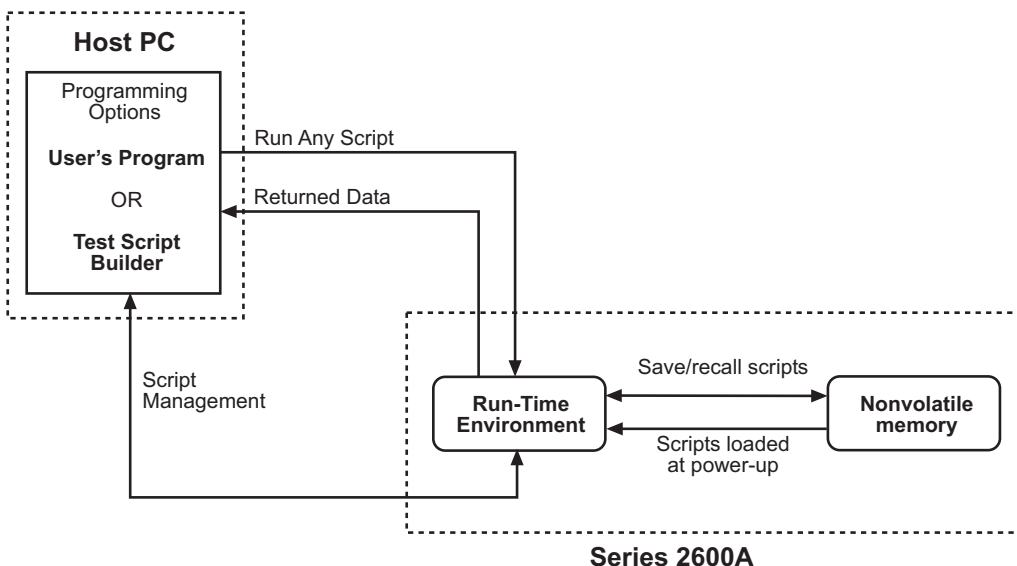 Host PC
Programming
Options
User's Program
OR
Test Script
Builder
Run Any Script
Returned Data
Script
Management
Run-Time
Environment
Save/recall scripts
Scripts loaded
at power-up
Nonvolatile
memory
Series 2600A